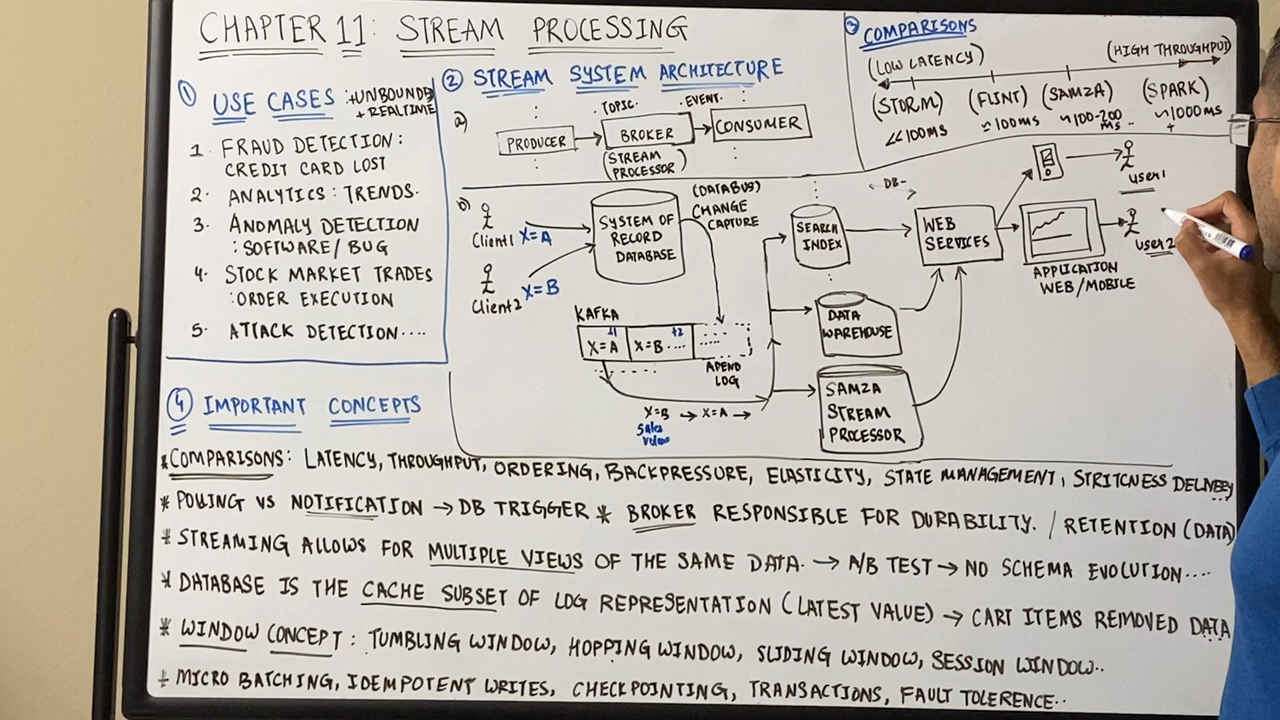 CHAPTER 11: STREAM PROCESSING
① USE CASES : +UNBOUNDED
+ REALTIME
1. FRAUD DETECTION :
CREDIT CARD LOST
2. ANALYTICS : TRENDS.
3. ANOMALY DETECTION
: SOFTWARE / BUG
4. STOCK MARKET TRADES
: ORDER EXECUTION
5. ATTACK DETECTION ....
② STREAM SYSTEM ARCHITECTURE
a)
TOPIC. EVENT.
PRODUCER
BROKER
CONSUMER
(STREAM
PROCESSOR)
b)
Client1 X=A
Client2 X=B
SYSTEM OF
RECORD
DATABASE
(DATABUS)
CHANGE
CAPTURE
KAFKA
t1 t2
X=A X=B .... .....
APEND
LOG
X=B → X=A →
Sales
SEARCH
INDEX
DATA
WAREHOUSE
SAMZA
STREAM
PROCESSOR
<-DB->
WEB
SERVICES
user1
user2
APPLICATION
WEB/MOBILE
③ COMPARISONS
(LOW LATENCY) (HIGH THROUGHPUT)
(STORM) (FLINT) (SAMZA) (SPARK)
<<100MS ≈100MS ~100-200 MS .. ~1000MS +
④ IMPORTANT CONCEPTS
* COMPARISONS: LATENCY, THROUGHPUT, ORDERING, BACKPRESSURE, ELASTICITY, STATE MANAGEMENT, STRITCNESS DELIVERY...
* POLLING VS NOTIFICATION → DB TRIGGER * BROKER RESPONSIBLE FOR DURABILITY. / RETENTION (DATA)
* STREAMING ALLOWS FOR MULTIPLE VIEWS OF THE SAME DATA. → A/B TEST → NO SCHEMA EVOLUTION ....
* DATABASE IS THE CACHE SUBSET OF LOG REPRESENTATION (LATEST VALUE) → CART ITEMS REMOVED DATA...
* WINDOW CONCEPT : TUMBLING WINDOW, HOPPING WINDOW, SLIDING WINDOW, SESSION WINDOW..
* MICRO BATCHING, IDEMPOTENT WRITES, CHECKPOINTING, TRANSACTIONS, FAULT TOLERENCE..